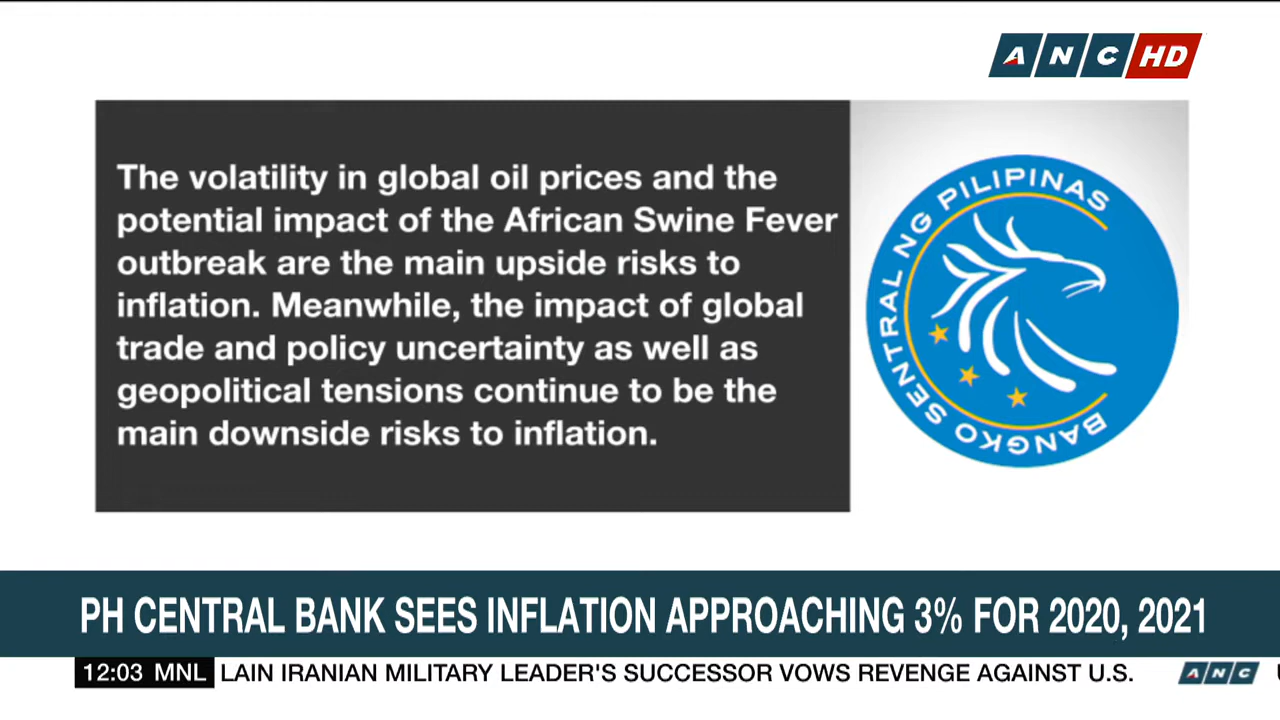 ANC HD
The volatility in global oil prices and the
potential impact of the African Swine Fever
outbreak are the main upside risks to
inflation. Meanwhile, the impact of global
trade and policy uncertainty as well as
geopolitical tensions continue to be the
main downside risks to inflation.
BANGKO SENTRAL NG PILIPINAS
PH CENTRAL BANK SEES INFLATION APPROACHING 3% FOR 2020, 2021
12:03 MNL LAIN IRANIAN MILITARY LEADER'S SUCCESSOR VOWS REVENGE AGAINST U.S. ANC